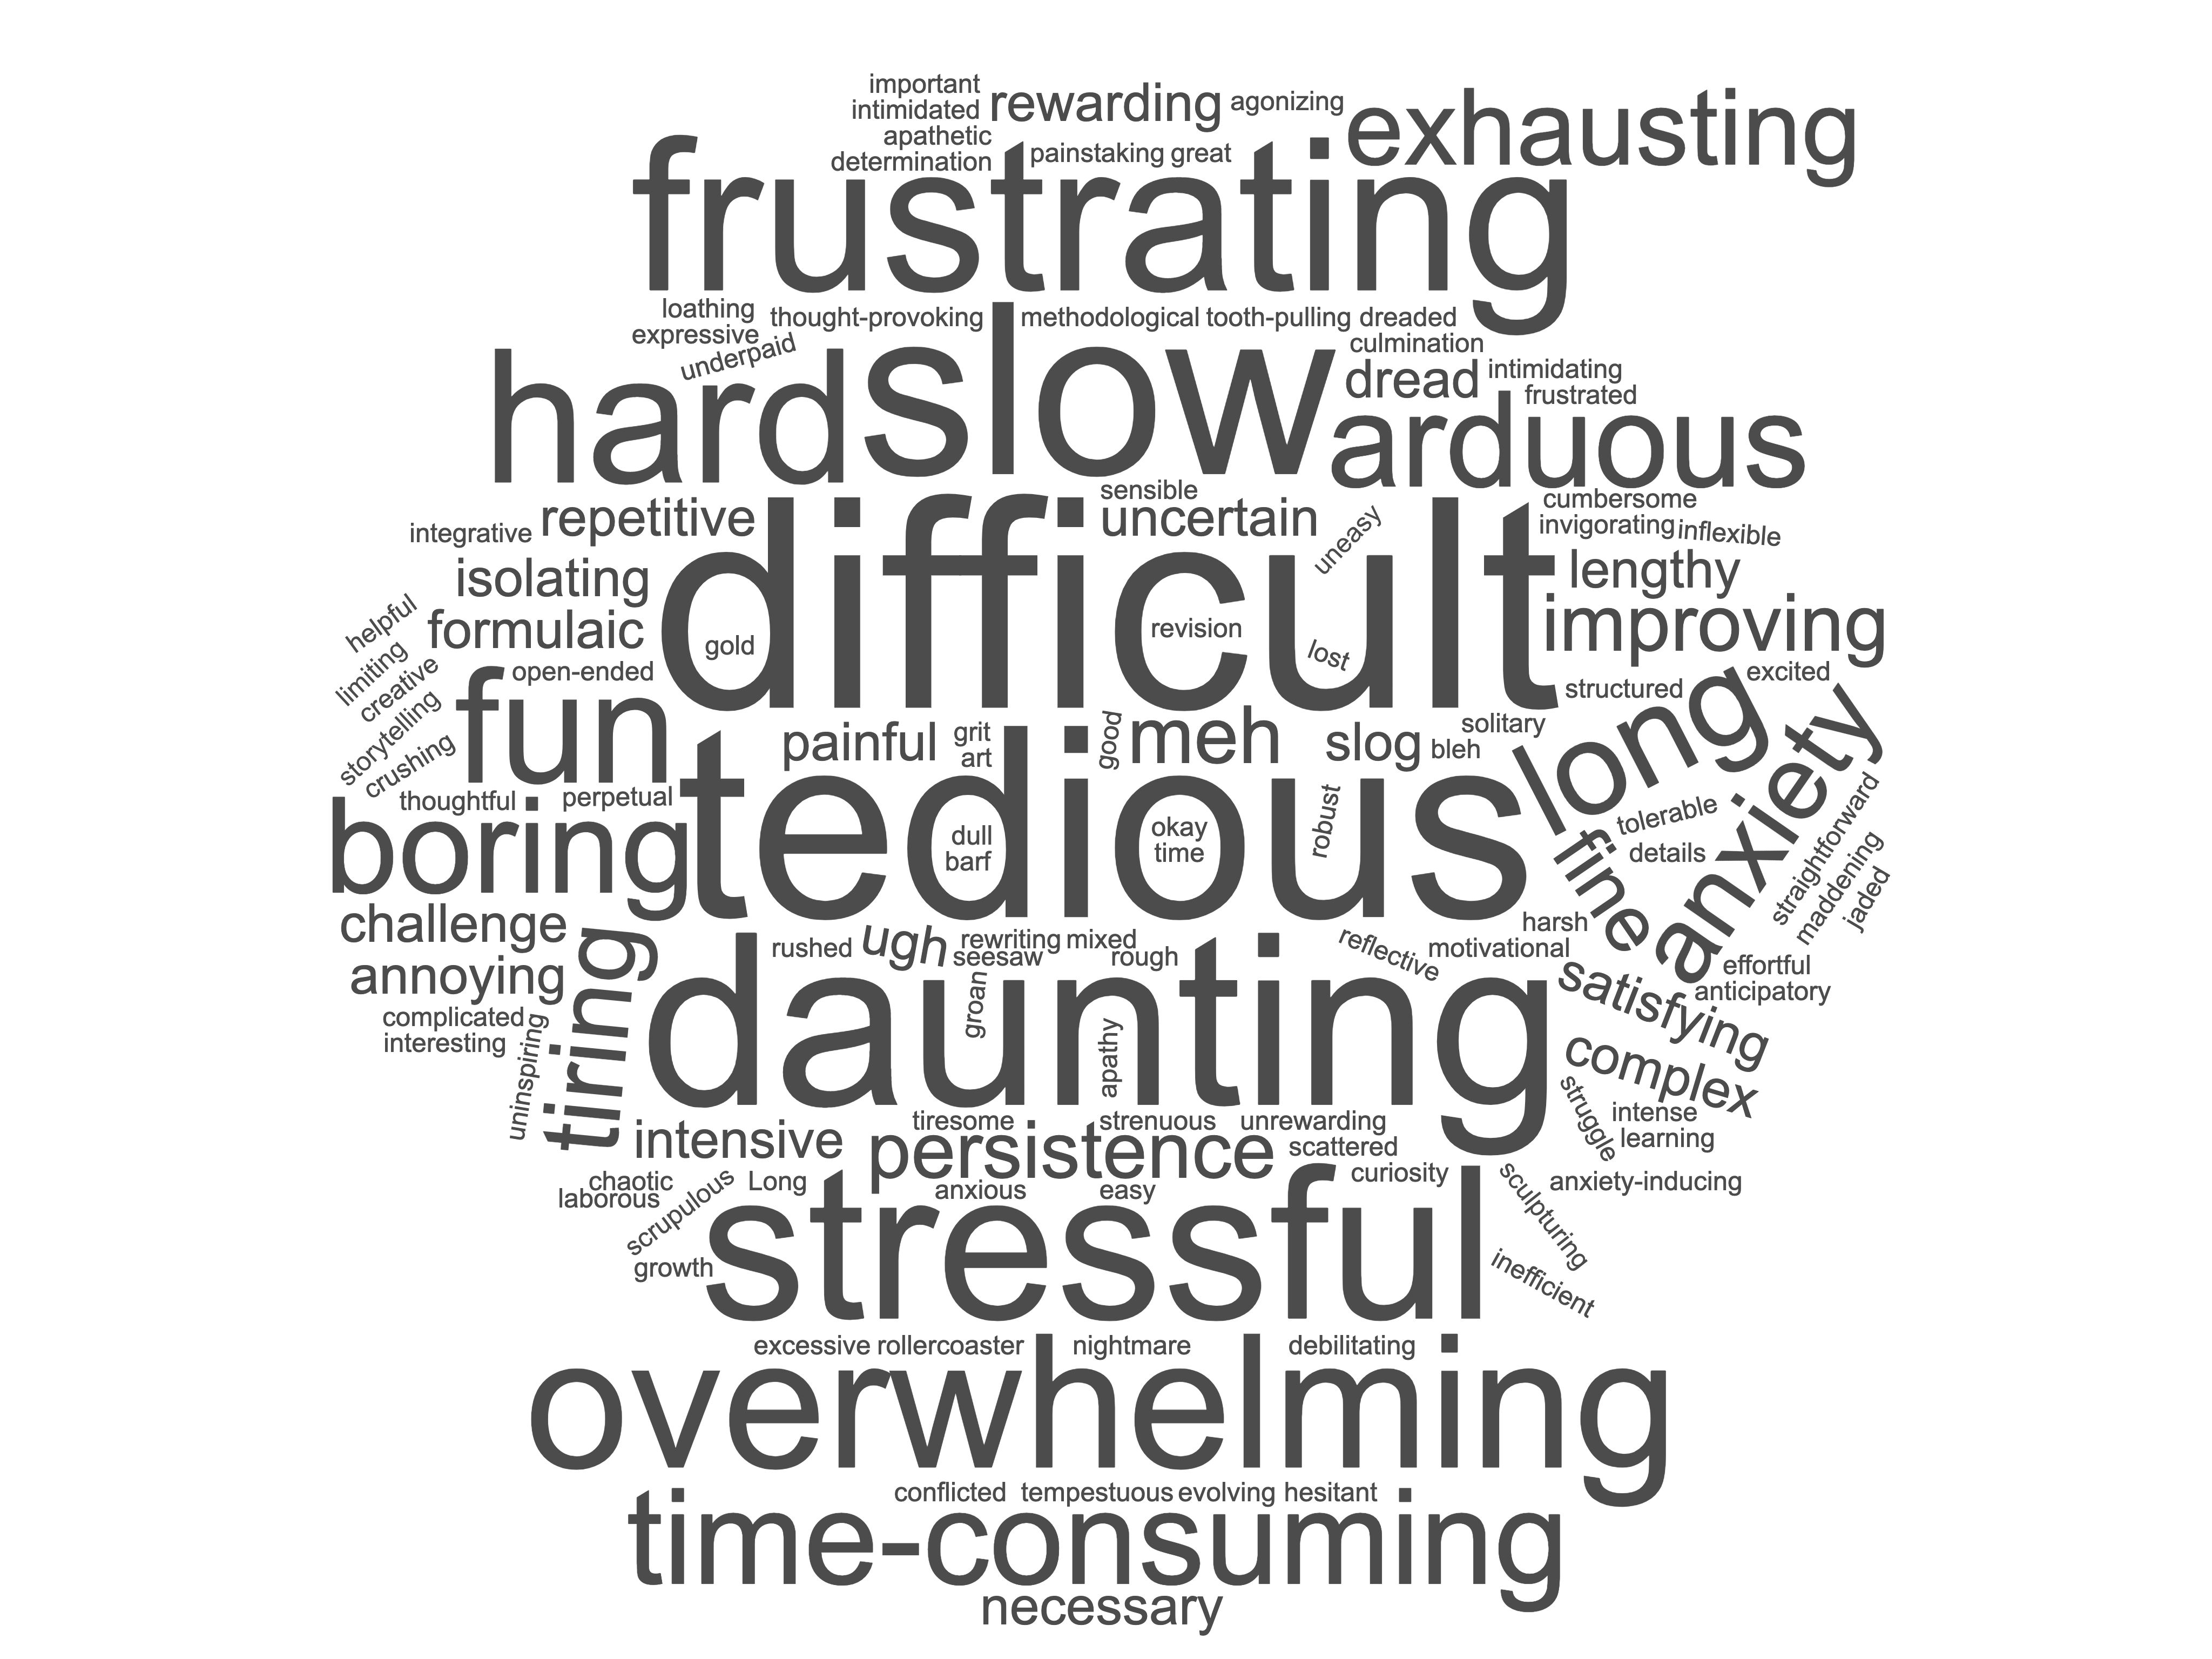 important
intimidated
rewarding
agonizing
exhausting
apathetic
determination
painstaking
great
frustrating
loathing
expressive
thought-provoking
methodological
tooth-pulling
dreaded
culmination
underpaid
hard
slow
dread
intimidating
frustrated
arduous
sensible
integrative
repetitive
uncertain
uneasy
cumbersome
invigorating
inflexible
isolating
difficult
lengthy
helpful
formulaic
gold
revision
lost
improving
limiting
creative
open-ended
structured
excited
storytelling
crushing
fun
painful
grit
art
good
meh
slog
solitary
bleh
long
anxiety
thoughtful
perpetual
boring
tedious
dull
barf
okay
time
robust
tolerable
fine
details
straightforward
maddening
jaded
challenge
annoying
tiring
rushed
ugh
rewriting
mixed
seesaw
rough
reflective
harsh
motivational
satisfying
effortful
anticipatory
complicated
interesting
uninspiring
daunting
groan
apathy
complex
struggle
intense
learning
intensive
tiresome
strenuous
unrewarding
persistence
scattered
curiosity
chaotic
laborous
scrupulous
Long
anxious
easy
sculpturing
anxiety-inducing
growth
stressful
inefficient
excessive
rollercoaster
nightmare
debilitating
overwhelming
conflicted
tempestuous
evolving
hesitant
time-consuming
necessary